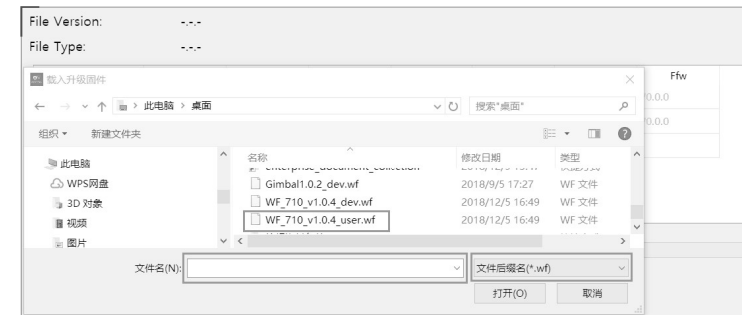 File Version: -.-.-
File Type: -.-.-
Ffw
载入升级固件
0.0.0
此电脑 > 桌面
搜索"桌面"
0.0.0
组织 新建文件夹
名称 修改日期 类型
此电脑
enterprise_document_collection
WPS网盘
Gimbal1.0.2_dev.wf 2018/9/5 17:27 WF 文件
3D 对象
WF_710_v1.0.4_dev.wf 2018/12/5 16:49 WF 文件
视频
WF_710_v1.0.4_user.wf 2018/12/5 16:49 WF 文件
图片
文件名(N):
文件后缀名(*.wf)
打开(O) 取消